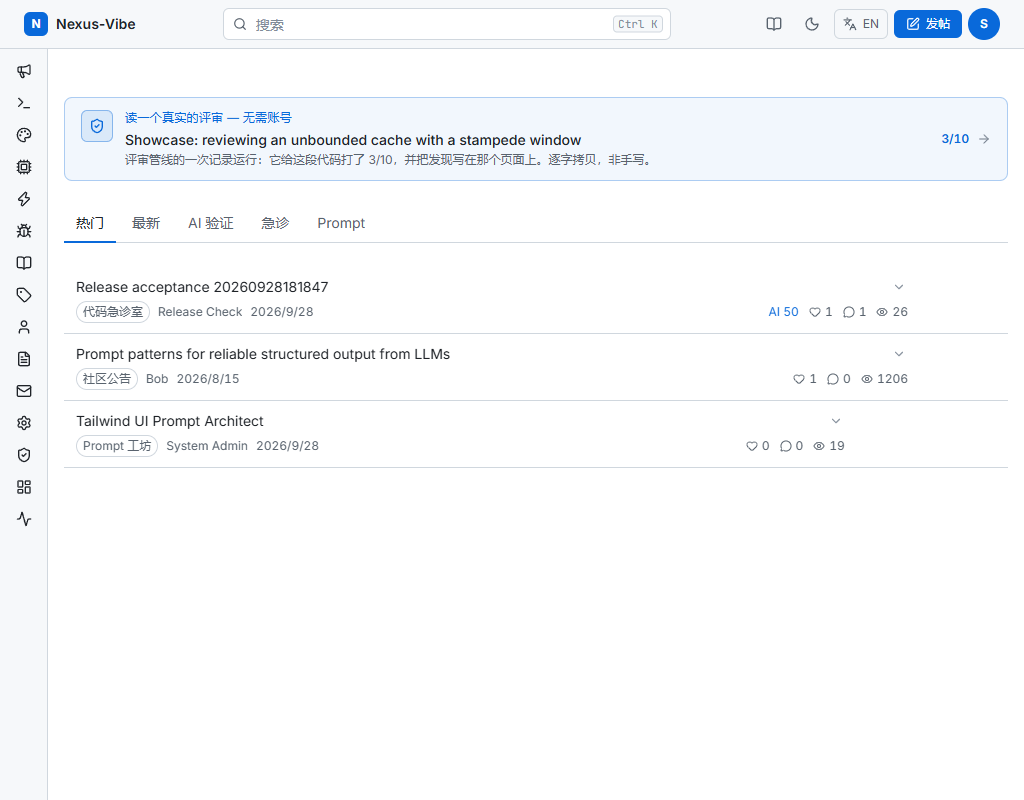 N Nexus-Vibe
搜索 Ctrl K
EN
发帖
S
读一个真实的评审 — 无需账号
Showcase: reviewing an unbounded cache with a stampede window
评审管线的一次记录运行：它给这段代码打了 3/10，并把发现写在那个页面上。逐字拷贝，非手写。
3/10
热门 最新 AI 验证 急诊 Prompt
Release acceptance 20260928181847
代码急诊室 Release Check 2026/9/28 AI 50 1 1 26
Prompt patterns for reliable structured output from LLMs
社区公告 Bob 2026/8/15 1 0 1206
Tailwind UI Prompt Architect
Prompt 工坊 System Admin 2026/9/28 0 0 19